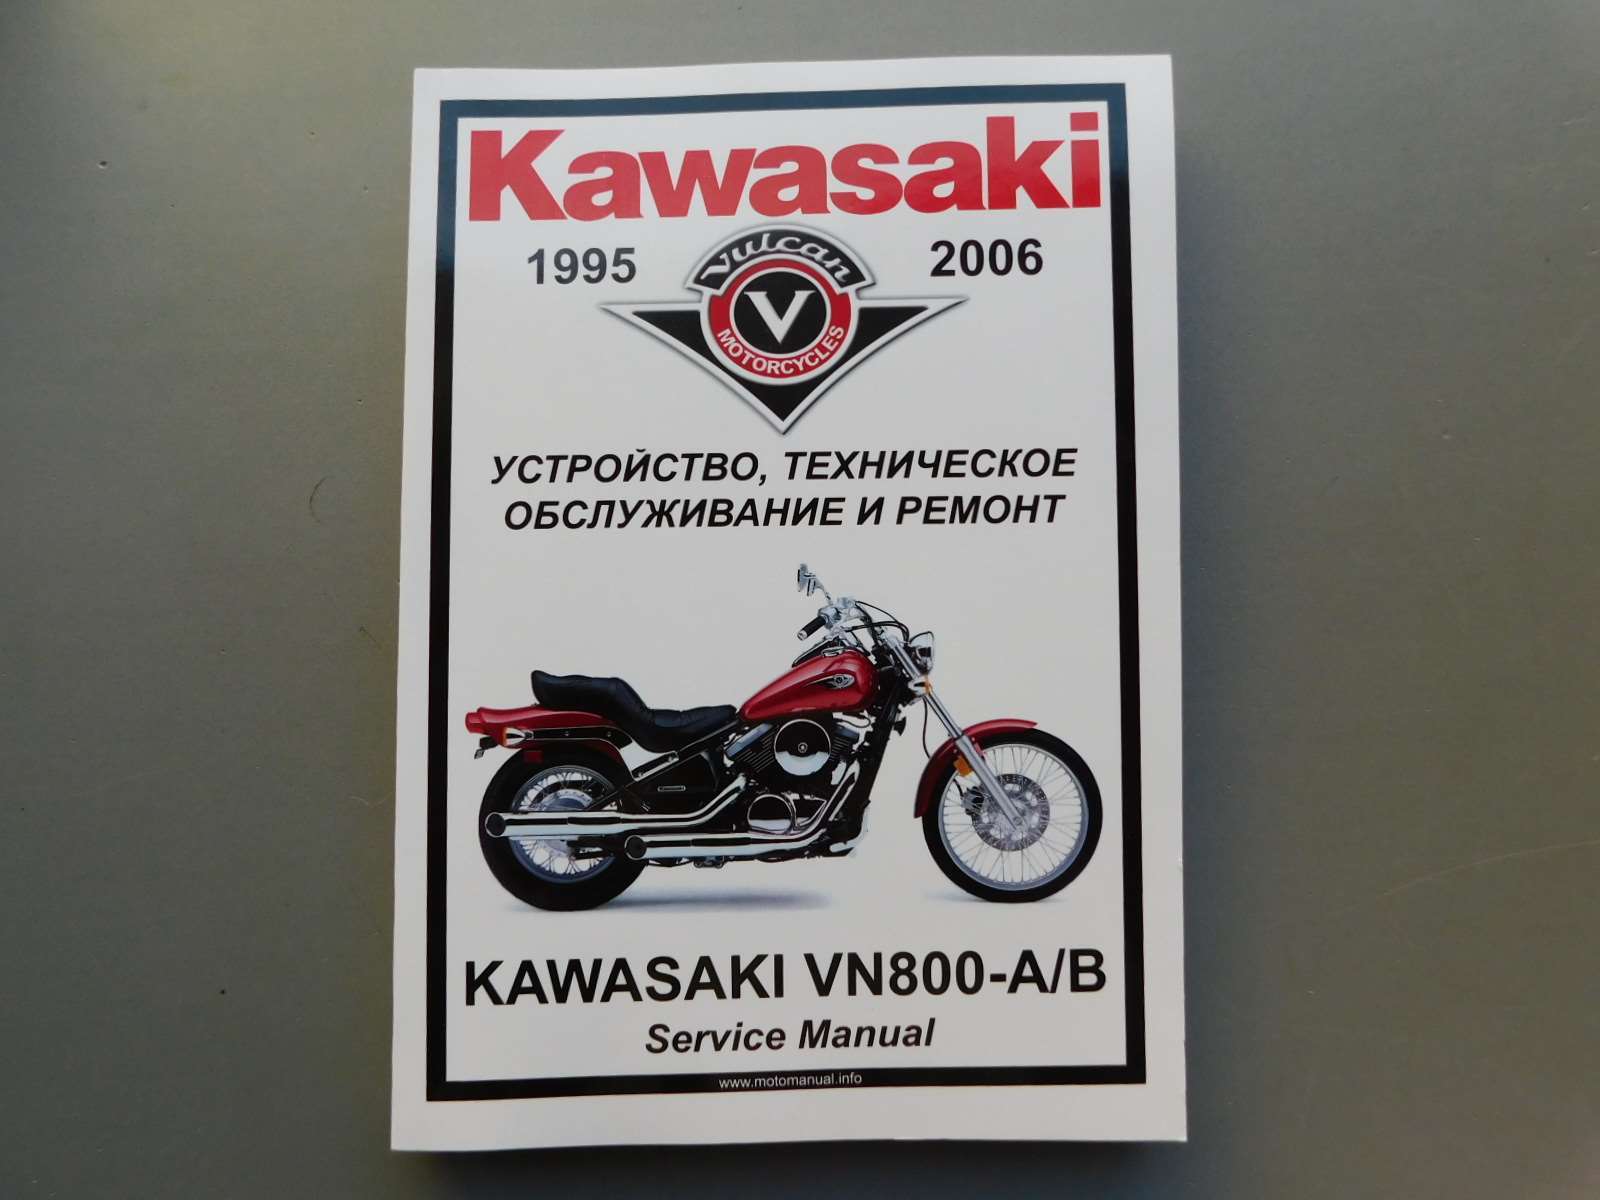 Kawasaki
1995
2006
Vulcan
V
MOTORCYCLES
УСТРОЙСТВО, ТЕХНИЧЕСКОЕ
ОБСЛУЖИВАНИЕ И РЕМОНТ
KAWASAKI VN800-A/B
Service Manual
www.motomanual.info